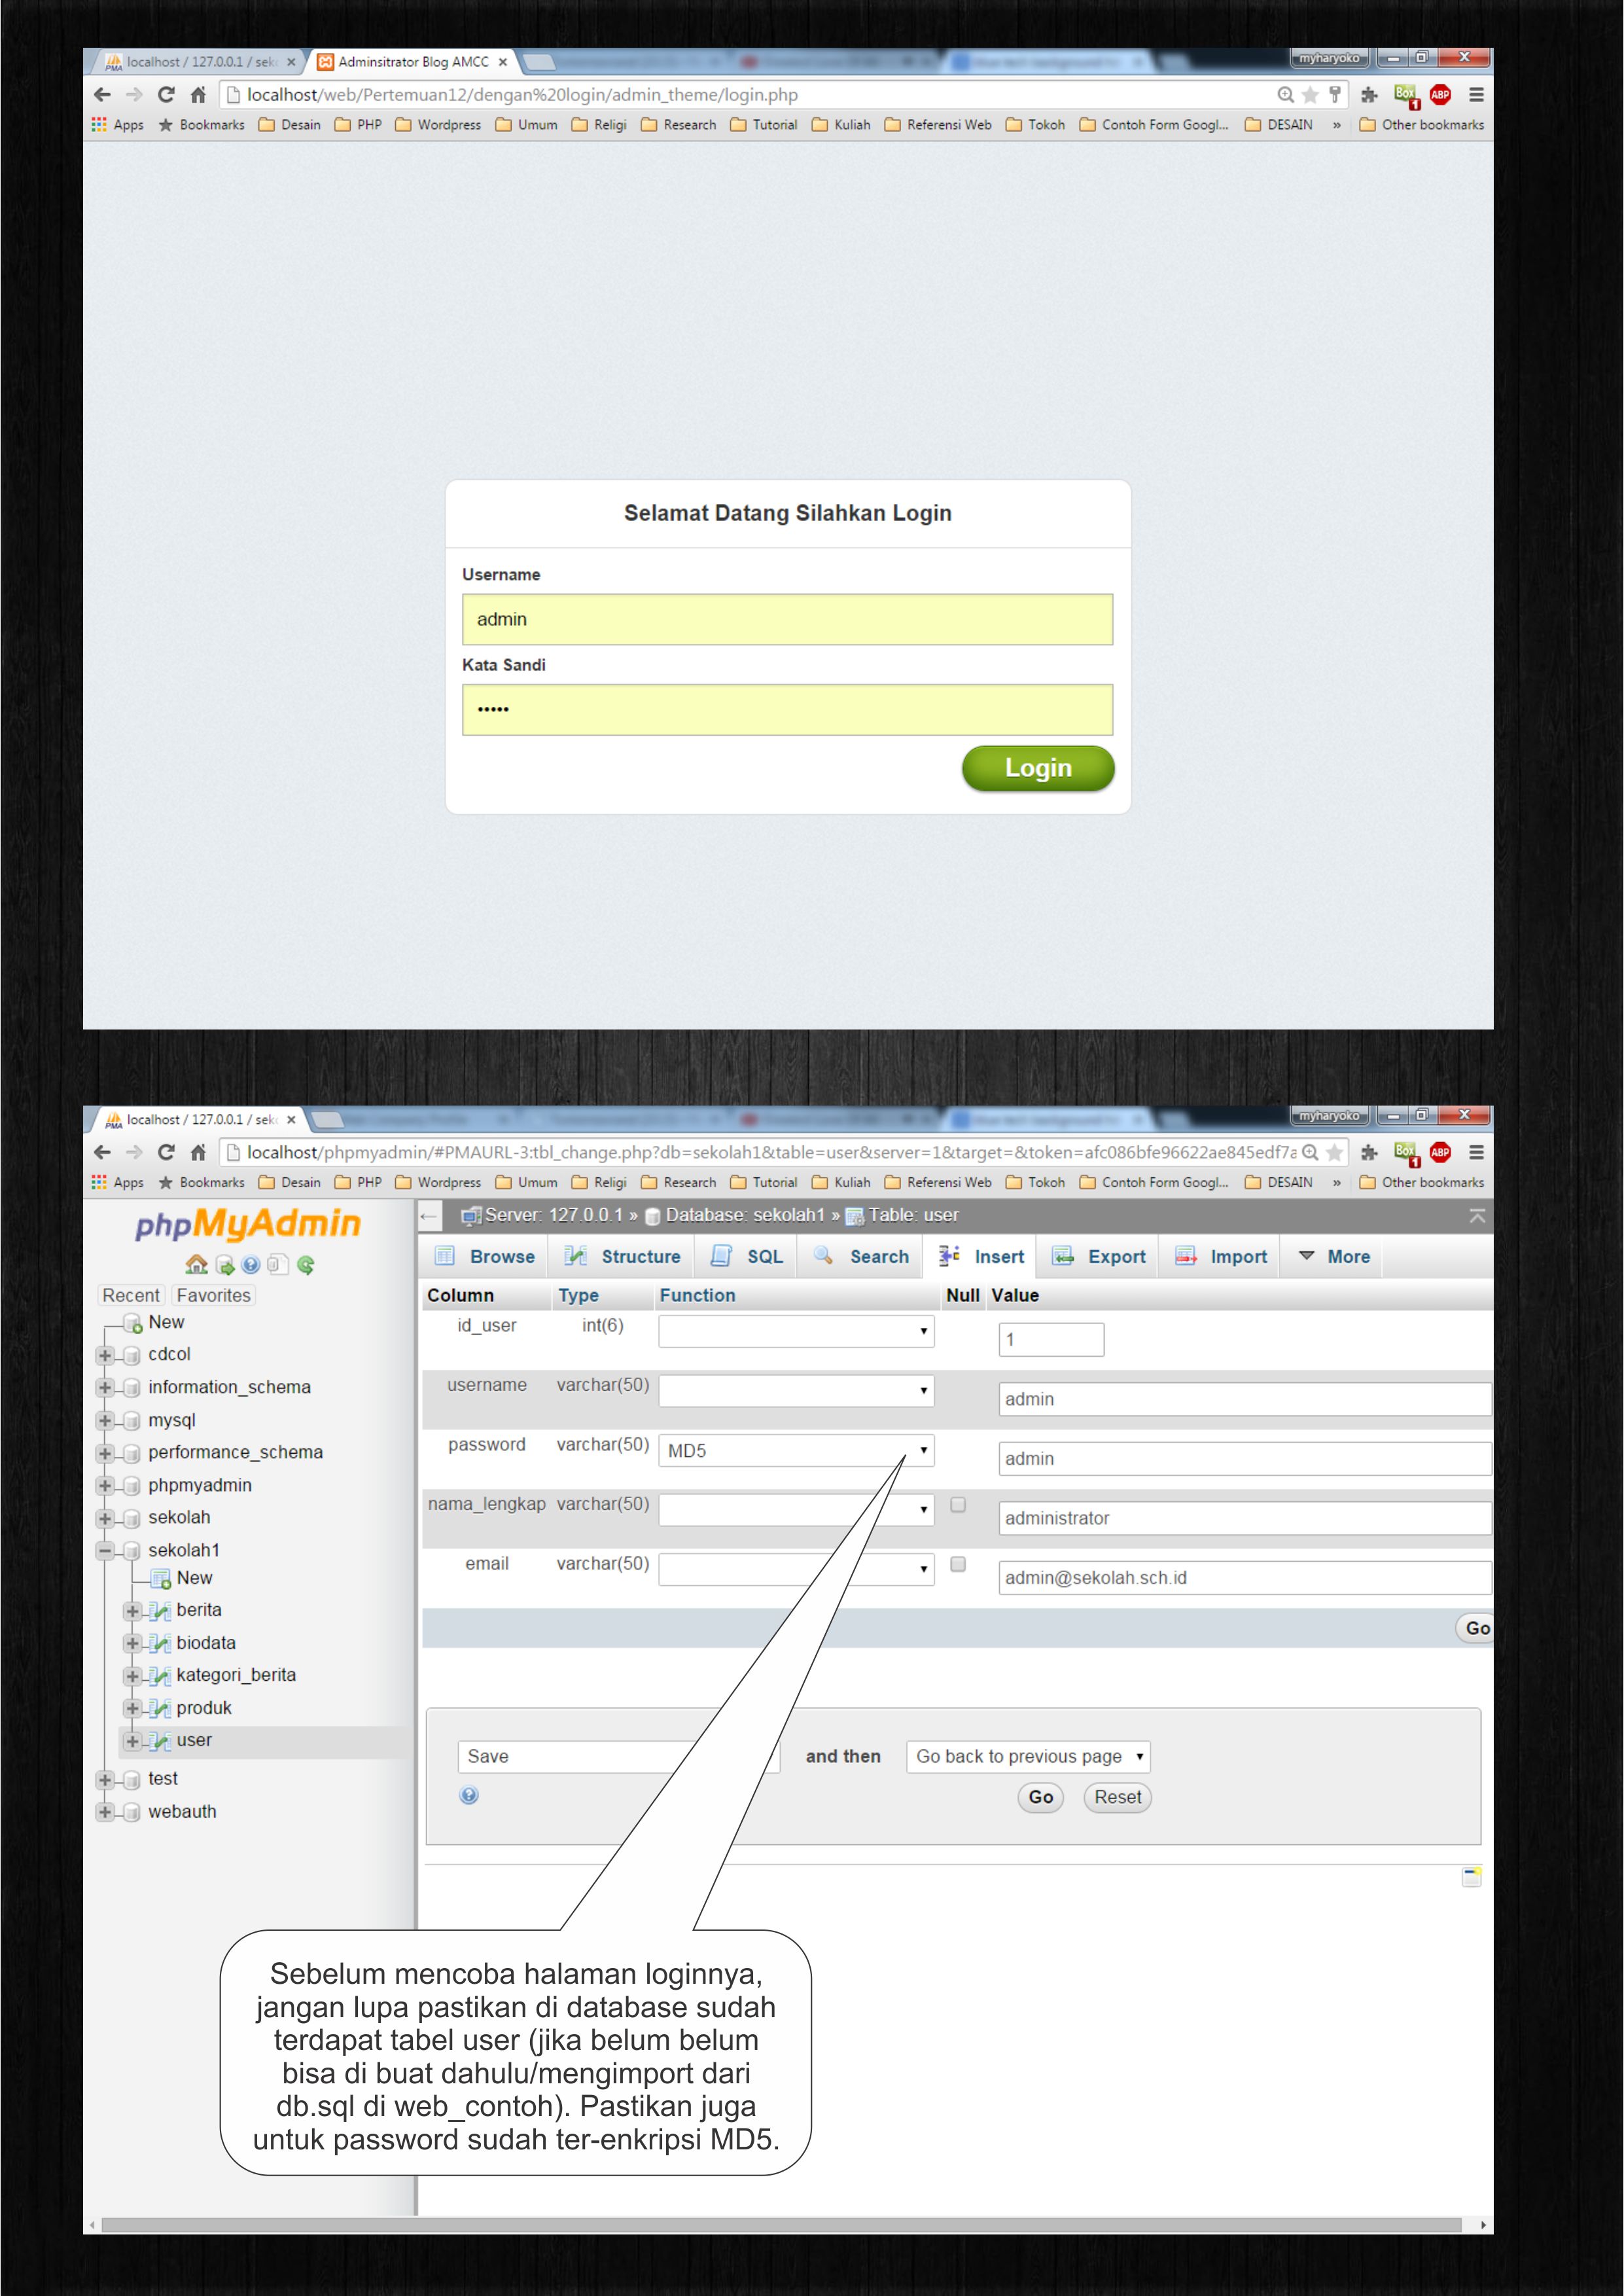 localhost / 127.0.0.1 / sek
Adminsitrator Blog AMCC
myharyoko
localhost/web/Pertemuan12/dengan%20login/admin_theme/login.php
Apps Bookmarks Desain PHP Wordpress Umum Religi Research Tutorial Kuliah Referensi Web Tokoh Contoh Form Googl... DESAIN » Other bookmarks
Selamat Datang Silahkan Login
Username
admin
Kata Sandi
•••••
Login
localhost / 127.0.0.1 / sek
myharyoko
localhost/phpmyadmin/#PMAURL-3:tbl_change.php?db=sekolah1&table=user&server=1&target=&token=afc086bfe96622ae845edf7a
Apps Bookmarks Desain PHP Wordpress Umum Religi Research Tutorial Kuliah Referensi Web Tokoh Contoh Form Googl... DESAIN » Other bookmarks
phpMyAdmin
Recent Favorites
New
cdcol
information_schema
mysql
performance_schema
phpmyadmin
sekolah
sekolah1
New
berita
biodata
kategori_berita
produk
user
test
webauth
Server: 127.0.0.1 » Database: sekolah1 » Table: user
Browse Structure SQL Search Insert Export Import More
Column Type Function Null Value
id_user int(6) 1
username varchar(50) admin
password varchar(50) MD5 admin
nama_lengkap varchar(50) administrator
email varchar(50) admin@sekolah.sch.id
Go
Save and then Go back to previous page
Go Reset
Sebelum mencoba halaman loginnya,
jangan lupa pastikan di database sudah
terdapat tabel user (jika belum belum
bisa di buat dahulu/mengimport dari
db.sql di web_contoh). Pastikan juga
untuk password sudah ter-enkripsi MD5.